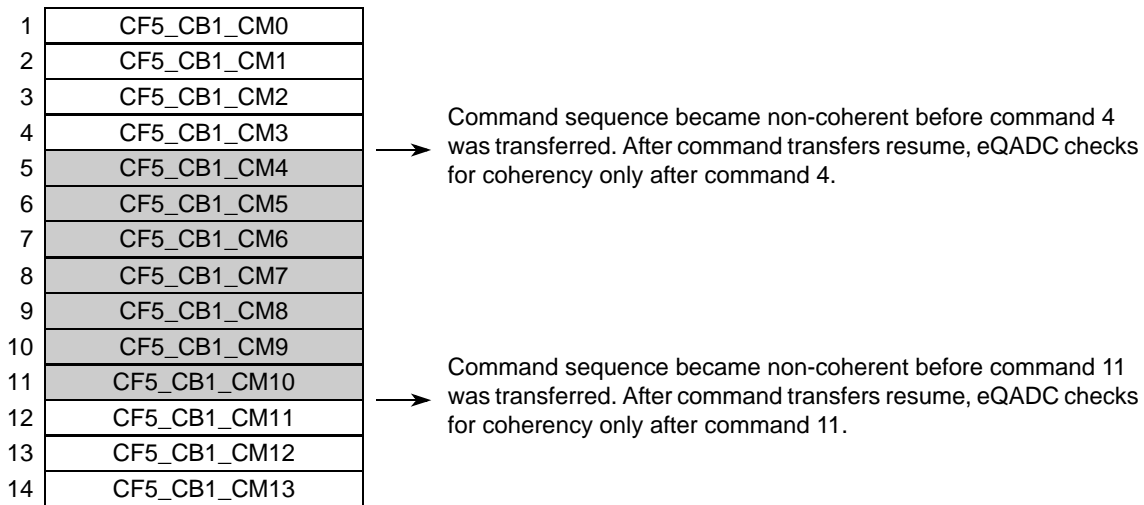 1 CF5_CB1_CM0
2 CF5_CB1_CM1
3 CF5_CB1_CM2
4 CF5_CB1_CM3
5 CF5_CB1_CM4
6 CF5_CB1_CM5
7 CF5_CB1_CM6
8 CF5_CB1_CM7
9 CF5_CB1_CM8
10 CF5_CB1_CM9
11 CF5_CB1_CM10
12 CF5_CB1_CM11
13 CF5_CB1_CM12
14 CF5_CB1_CM13
Command sequence became non-coherent before command 4
was transferred. After command transfers resume, eQADC checks
for coherency only after command 4.
Command sequence became non-coherent before command 11
was transferred. After command transfers resume, eQADC checks
for coherency only after command 11.